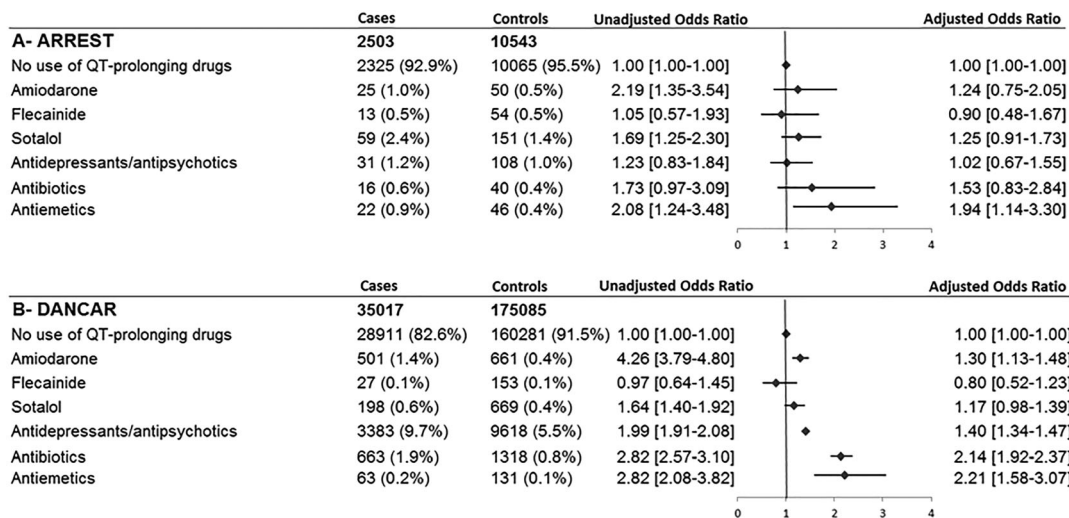 Cases Controls Unadjusted Odds Ratio Adjusted Odds Ratio
A- ARREST 2503 10543
No use of QT-prolonging drugs 2325 (92.9%) 10065 (95.5%) 1.00 [1.00-1.00] 1.00 [1.00-1.00]
Amiodarone 25 (1.0%) 50 (0.5%) 2.19 [1.35-3.54] 1.24 [0.75-2.05]
Flecainide 13 (0.5%) 54 (0.5%) 1.05 [0.57-1.93] 0.90 [0.48-1.67]
Sotalol 59 (2.4%) 151 (1.4%) 1.69 [1.25-2.30] 1.25 [0.91-1.73]
Antidepressants/antipsychotics 31 (1.2%) 108 (1.0%) 1.23 [0.83-1.84] 1.02 [0.67-1.55]
Antibiotics 16 (0.6%) 40 (0.4%) 1.73 [0.97-3.09] 1.53 [0.83-2.84]
Antiemetics 22 (0.9%) 46 (0.4%) 2.08 [1.24-3.48] 1.94 [1.14-3.30]
0 1 2 3 4
Cases Controls Unadjusted Odds Ratio Adjusted Odds Ratio
B- DANCAR 35017 175085
No use of QT-prolonging drugs 28911 (82.6%) 160281 (91.5%) 1.00 [1.00-1.00] 1.00 [1.00-1.00]
Amiodarone 501 (1.4%) 661 (0.4%) 4.26 [3.79-4.80] 1.30 [1.13-1.48]
Flecainide 27 (0.1%) 153 (0.1%) 0.97 [0.64-1.45] 0.80 [0.52-1.23]
Sotalol 198 (0.6%) 669 (0.4%) 1.64 [1.40-1.92] 1.17 [0.98-1.39]
Antidepressants/antipsychotics 3383 (9.7%) 9618 (5.5%) 1.99 [1.91-2.08] 1.40 [1.34-1.47]
Antibiotics 663 (1.9%) 1318 (0.8%) 2.82 [2.57-3.10] 2.14 [1.92-2.37]
Antiemetics 63 (0.2%) 131 (0.1%) 2.82 [2.08-3.82] 2.21 [1.58-3.07]
0 1 2 3 4